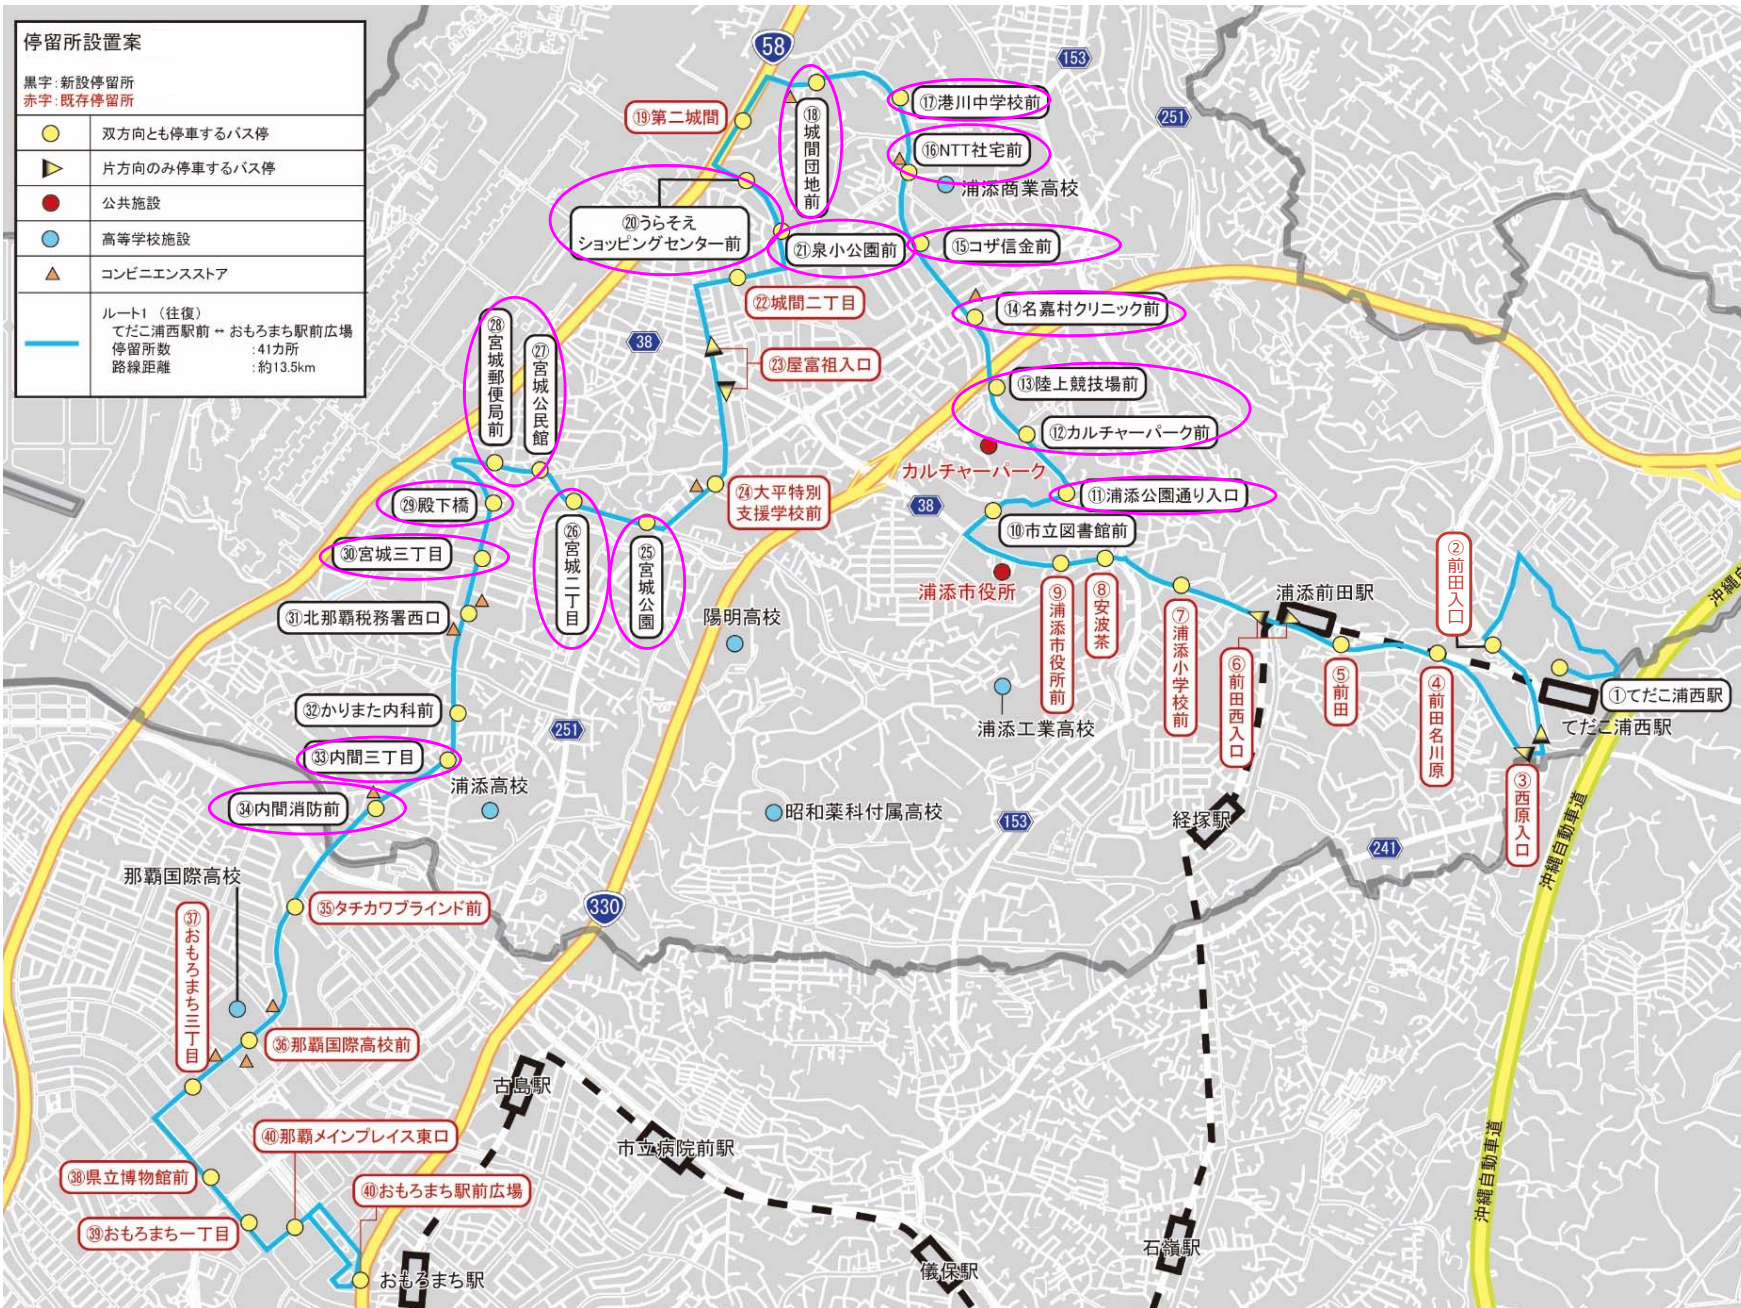 停留所設置案
黒字:新設停留所
赤字:既存停留所
双方向とも停車するバス停
片方向のみ停車するバス停
公共施設
高等学校施設
コンビニエンスストア
ルート1 (往復)
てだこ浦西駅前 ↔ おもろまち駅前広場
停留所数 :41カ所
路線距離 :約13.5km
58
153
251
⑲第二城間
⑱城間団地前
⑰港川中学校前
⑯NTT社宅前
浦添商業高校
⑳うらそえ
ショッピングセンター前
㉑泉小公園前
⑮コザ信金前
㉒城間二丁目
⑭名嘉村クリニック前
㉘宮城郵便局前
㉗宮城公民館
38
㉓屋富祖入口
⑬陸上競技場前
⑫カルチャーパーク前
カルチャーパーク
㉔大平特別
支援学校前
⑪浦添公園通り入口
38
㉙殿下橋
⑩市立図書館前
㉚宮城三丁目
㉖宮城二丁目
㉕宮城公園
浦添市役所
⑨浦添市役所前
⑧安波茶
⑦浦添小学校前
浦添前田駅
②前田入口
沖縄自
㉛北那覇税務署西口
陽明高校
⑥前田西入口
⑤前田
④前田名川原
①てだこ浦西駅
てだこ浦西駅
㉜かりまた内科前
251
浦添工業高校
㉝内間三丁目
浦添高校
③西原入口
㉞内間消防前
昭和薬科付属高校
153
経塚駅
241
沖縄自動車道
那覇国際高校
㉟タチカワブラインド前
330
㊲おもろまち三丁目
㊱那覇国際高校前
古島駅
市立病院前駅
㊵那覇メインプレイス東口
㊳県立博物館前
㊵おもろまち駅前広場
㊴おもろまち一丁目
おもろまち駅
儀保駅
石嶺駅
沖縄自動車道